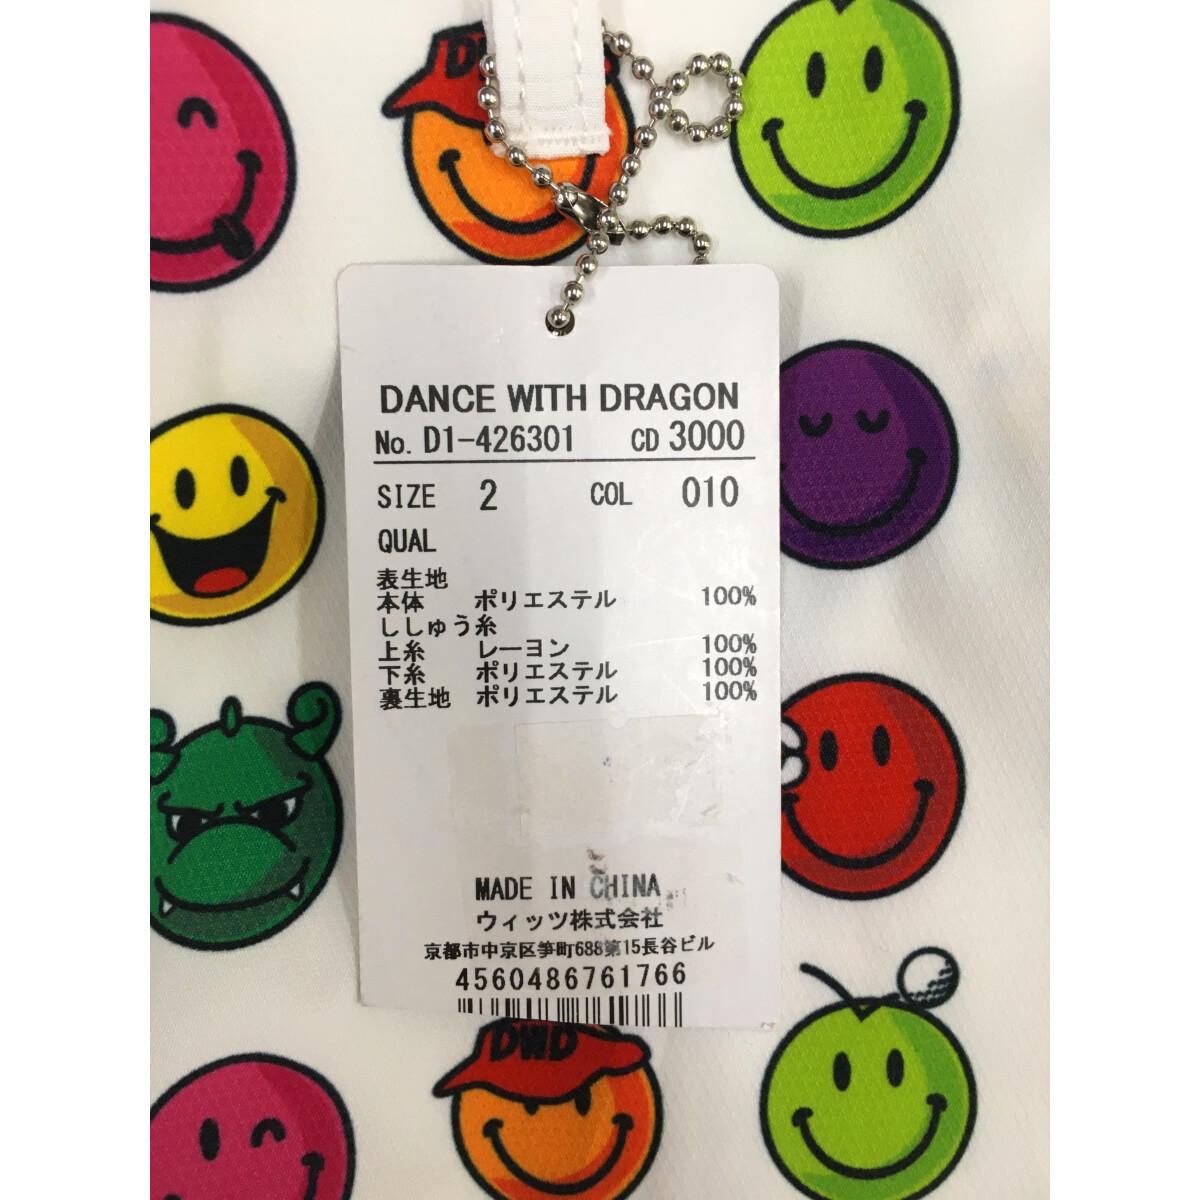 DANCE WITH DRAGON
No. D1-426301 CD 3000
SIZE 2 COL 010
QUAL
表生地
本体 ポリエステル 100%
ししゅう糸
上糸 レーヨン 100%
下糸 ポリエステル 100%
裏生地 ポリエステル 100%
MADE IN CHINA
ウィッツ株式会社
京都市中京区笋町688第15長谷ビル
4560486761766
DWD